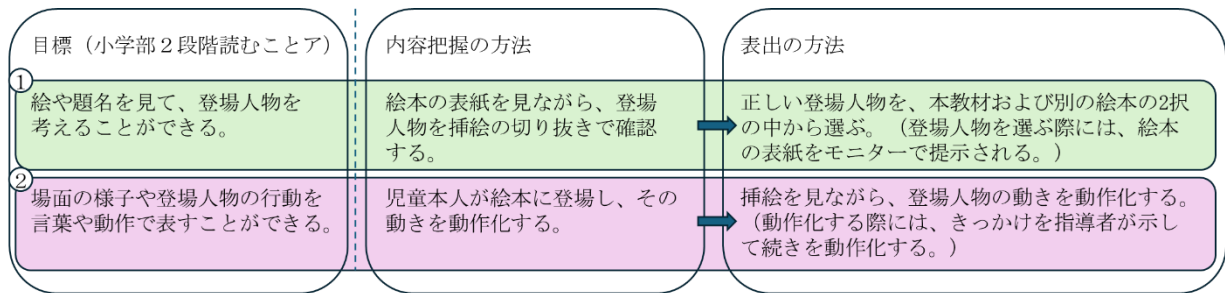 目標（小学部２段階読むことア）
内容把握の方法
表出の方法
①
絵や題名を見て、登場人物を
考えることができる。
絵本の表紙を見ながら、登場
人物を挿絵の切り抜きで確認
する。
正しい登場人物を、本教材および別の絵本の2択
の中から選ぶ。（登場人物を選ぶ際には、絵本
の表紙をモニターで提示される。）
②
場面の様子や登場人物の行動を
言葉や動作で表すことができる。
児童本人が絵本に登場し、その
動きを動作化する。
挿絵を見ながら、登場人物の動きを動作化する。
（動作化する際には、きっかけを指導者が示し
て続きを動作化する。）